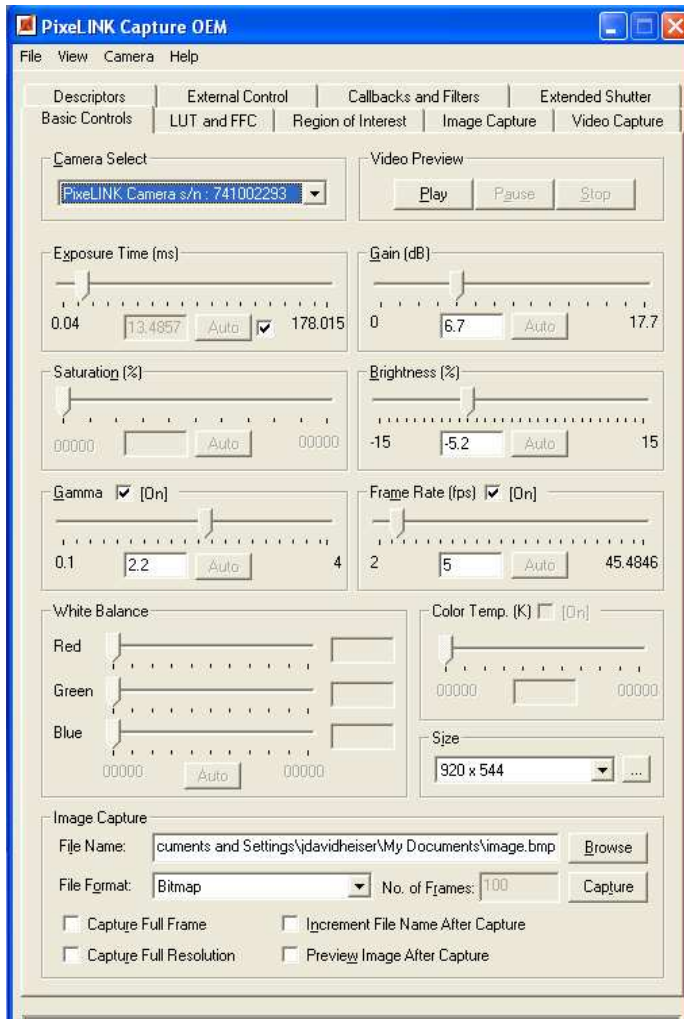 PixeLINK Capture OEM
File View Camera Help
Descriptors External Control Callbacks and Filters Extended Shutter
Basic Controls LUT and FFC Region of Interest Image Capture Video Capture
Camera Select
PixeLINK Camera s/n : 741002293
Video Preview
Play Pause Stop
Exposure Time (ms)
0.04 13.4857 Auto 178.015
Gain (dB)
0 6.7 Auto 17.7
Saturation (%)
00000 Auto 00000
Brightness (%)
-15 -5.2 Auto 15
Gamma [On]
0.1 2.2 Auto 4
Frame Rate (fps) [On]
2 5 Auto 45.4846
White Balance
Red
Green
Blue
00000 Auto 00000
Color Temp. (K) [On]
00000 00000
Size
920 x 544 ...
Image Capture
File Name: cuments and Settings\jdavidheiser\My Documents\image.bmp Browse
File Format: Bitmap No. of Frames: 100 Capture
Capture Full Frame Increment File Name After Capture
Capture Full Resolution Preview Image After Capture